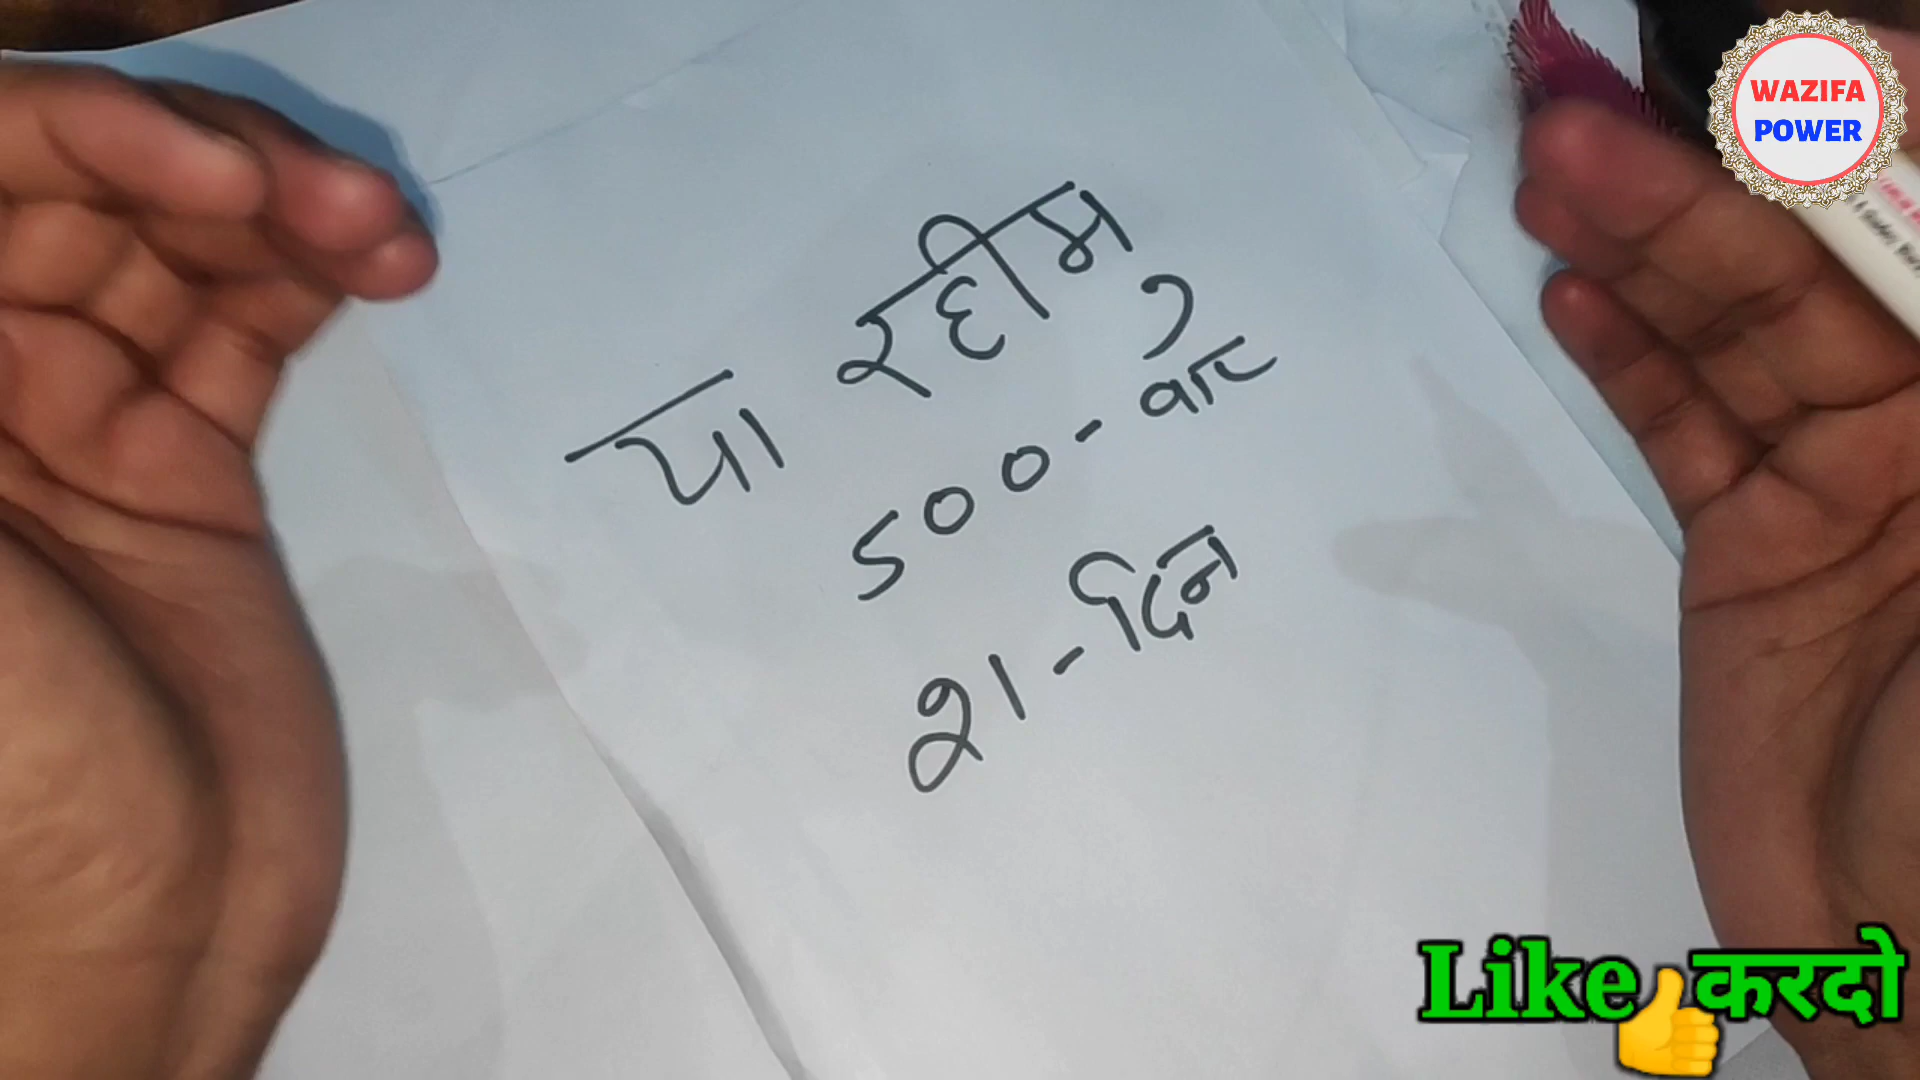 WAZIFA
POWER
या रहीम
500 - बार
21 - दिन
Like करदो